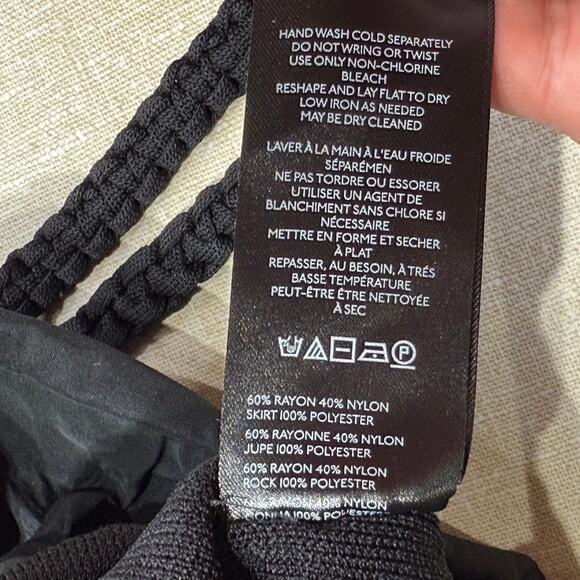 HAND WASH COLD SEPARATELY
DO NOT WRING OR TWIST
USE ONLY NON-CHLORINE
BLEACH
RESHAPE AND LAY FLAT TO DRY
LOW IRON AS NEEDED
MAY BE DRY CLEANED
LAVER À LA MAIN À L'EAU FROIDE
SÉPARÉMEN
NE PAS TORDRE OU ESSORER
UTILISER UN AGENT DE
BLANCHIMENT SANS CHLORE SI
NÉCESSAIRE
METTRE EN FORME ET SECHER
À PLAT
REPASSER, AU BESOIN, À TRÉS
BASSE TEMPÉRATURE
PEUT-ÊTRE ÊTRE NETTOYÉE
À SEC
P
60% RAYON 40% NYLON
SKIRT 100% POLYESTER
60% RAYONNE 40% NYLON
JUPE 100% POLYESTER
60% RAYON 40% NYLON
ROCK 100% POLYESTER
40% NYLON
100% POLYESTER